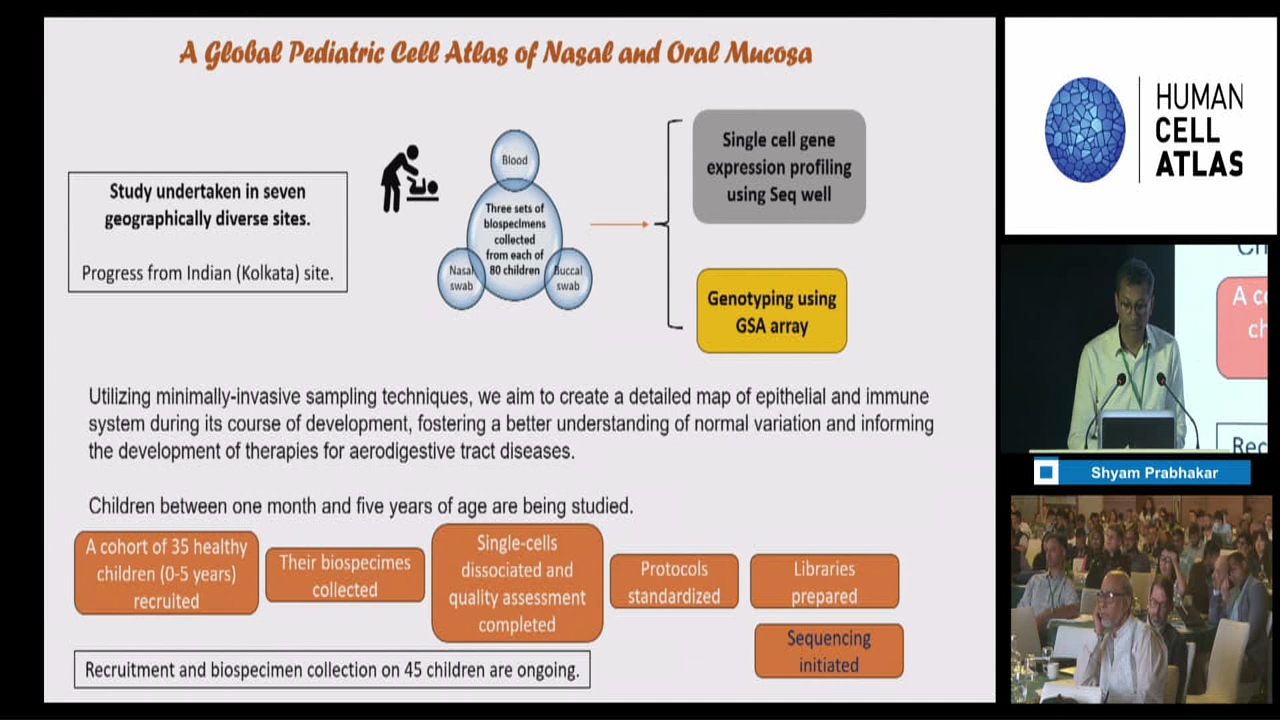 A Global Pediatric Cell Atlas of Nasal and Oral Mucosa
Study undertaken in seven
geographically diverse sites.
Progress from Indian (Kolkata) site.
Blood
Three sets of
biospecimens
collected
from each of
80 children
Nasal
swab
Buccal
swab
Single cell gene
expression profiling
using Seq well
Genotyping using
GSA array
Utilizing minimally-invasive sampling techniques, we aim to create a detailed map of epithelial and immune
system during its course of development, fostering a better understanding of normal variation and informing
the development of therapies for aerodigestive tract diseases.
Children between one month and five years of age are being studied.
A cohort of 35 healthy
children (0-5 years)
recruited
Their biospecimes
collected
Single-cells
dissociated and
quality assessment
completed
Protocols
standardized
Libraries
prepared
Sequencing
initiated
Recruitment and biospecimen collection on 45 children are ongoing.
HUMAN
CELL
ATLAS
A co
ch
Rec
Shyam Prabhakar